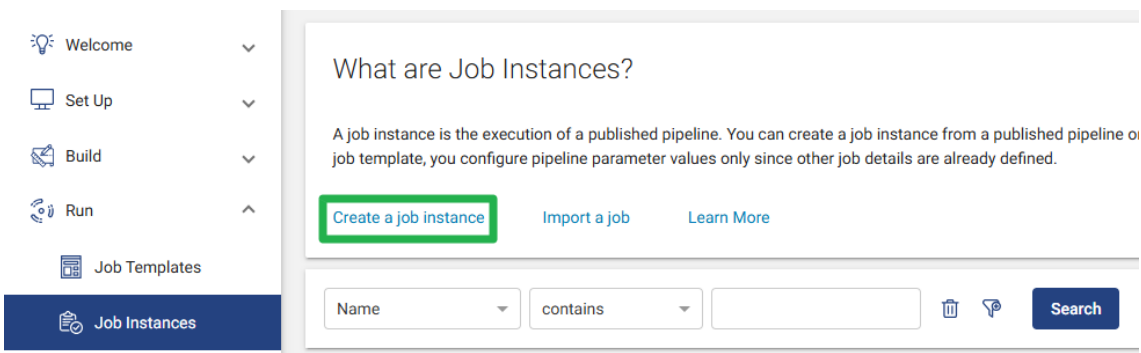 Welcome
Set Up
Build
Run
Job Templates
Job Instances
What are Job Instances?
A job instance is the execution of a published pipeline. You can create a job instance from a published pipeline
job template, you configure pipeline parameter values only since other job details are already defined.
Create a job instance Import a job Learn More
Name contains Search